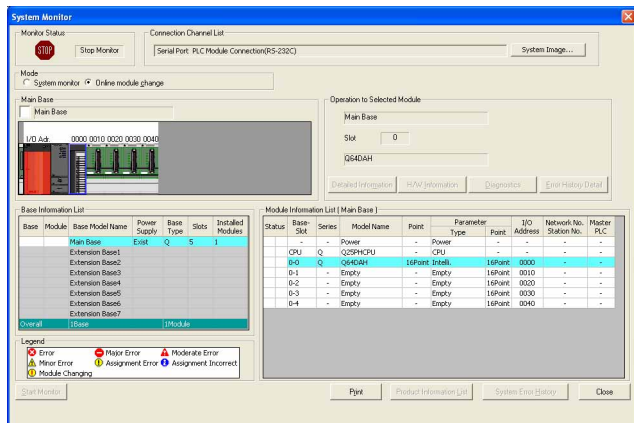 System Monitor
Monitor Status
STOP
Stop Monitor
Connection Channel List
Serial Port PLC Module Connection(RS-232C)
System Image...
Mode
System monitor Online module change
Main Base
Main Base
I/O Adr. 0000 0010 0020 0030 0040
Operation to Selected Module
Main Base
Slot 0
Q64DAH
Detailed Information H/W Information Diagnostics Error History Detail
Base Information List
Base Module Base Model Name Power Supply Base Type Slots Installed Modules
Main Base Exist Q 5 1
Extension Base1
Extension Base2
Extension Base3
Extension Base4
Extension Base5
Extension Base6
Extension Base7
Overall 1Base 1Module
Module Information List ( Main Base )
Status Base-Slot Series Model Name Point Parameter Type Point I/O Address Network No. Station No. Master PLC
- - Power - Power - - - -
CPU Q Q25PHCPU - CPU - - - -
0-0 Q Q64DAH 16Point Intelli. 16Point 0000 - -
0-1 - Empty - Empty 16Point 0010 - -
0-2 - Empty - Empty 16Point 0020 - -
0-3 - Empty - Empty 16Point 0030 - -
0-4 - Empty - Empty 16Point 0040 - -
Legend
Error Major Error Moderate Error
Minor Error Assignment Error Assignment Incorrect
Module Changing
Start Monitor
Print
Product Information List
System Error History
Close